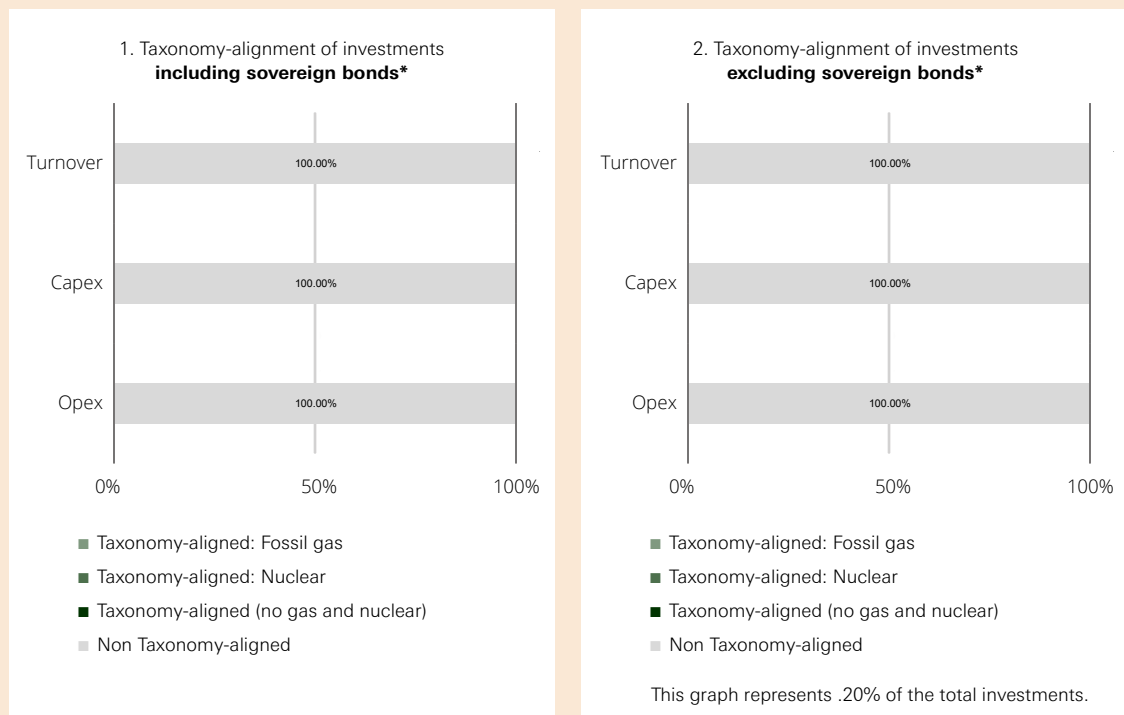 1. Taxonomy-alignment of investments
including sovereign bonds*
Turnover
100.00%
Capex
100.00%
Opex
100.00%
0%
50%
100%
Taxonomy-aligned: Fossil gas
Taxonomy-aligned: Nuclear
Taxonomy-aligned (no gas and nuclear)
Non Taxonomy-aligned
2. Taxonomy-alignment of investments
excluding sovereign bonds*
Turnover
100.00%
Capex
100.00%
Opex
100.00%
0%
50%
100%
Taxonomy-aligned: Fossil gas
Taxonomy-aligned: Nuclear
Taxonomy-aligned (no gas and nuclear)
Non Taxonomy-aligned
This graph represents .20% of the total investments.